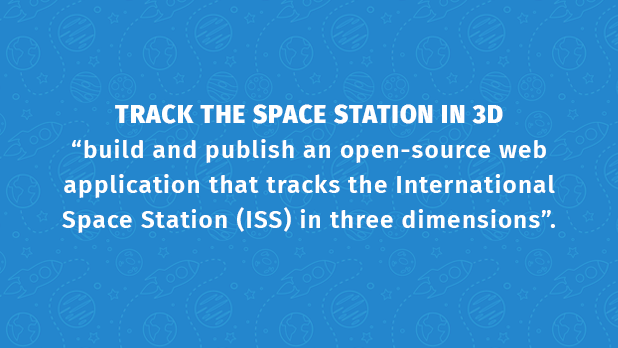 TRACK THE SPACE STATION IN 3D
“build and publish an open-source web
application that tracks the International
Space Station (ISS) in three dimensions”.